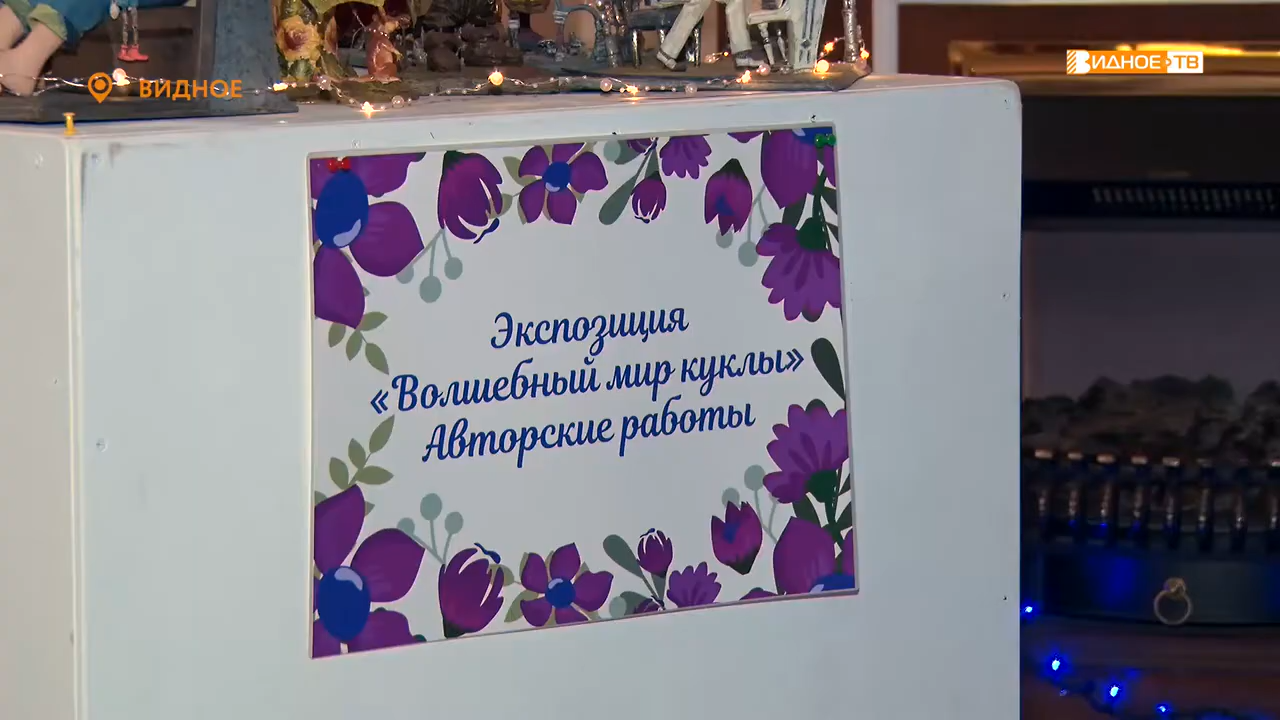 ВИДНОЕ
ВИДНОЕ ТВ
Экспозиция
«Волшебный мир куклы»
Авторские работы